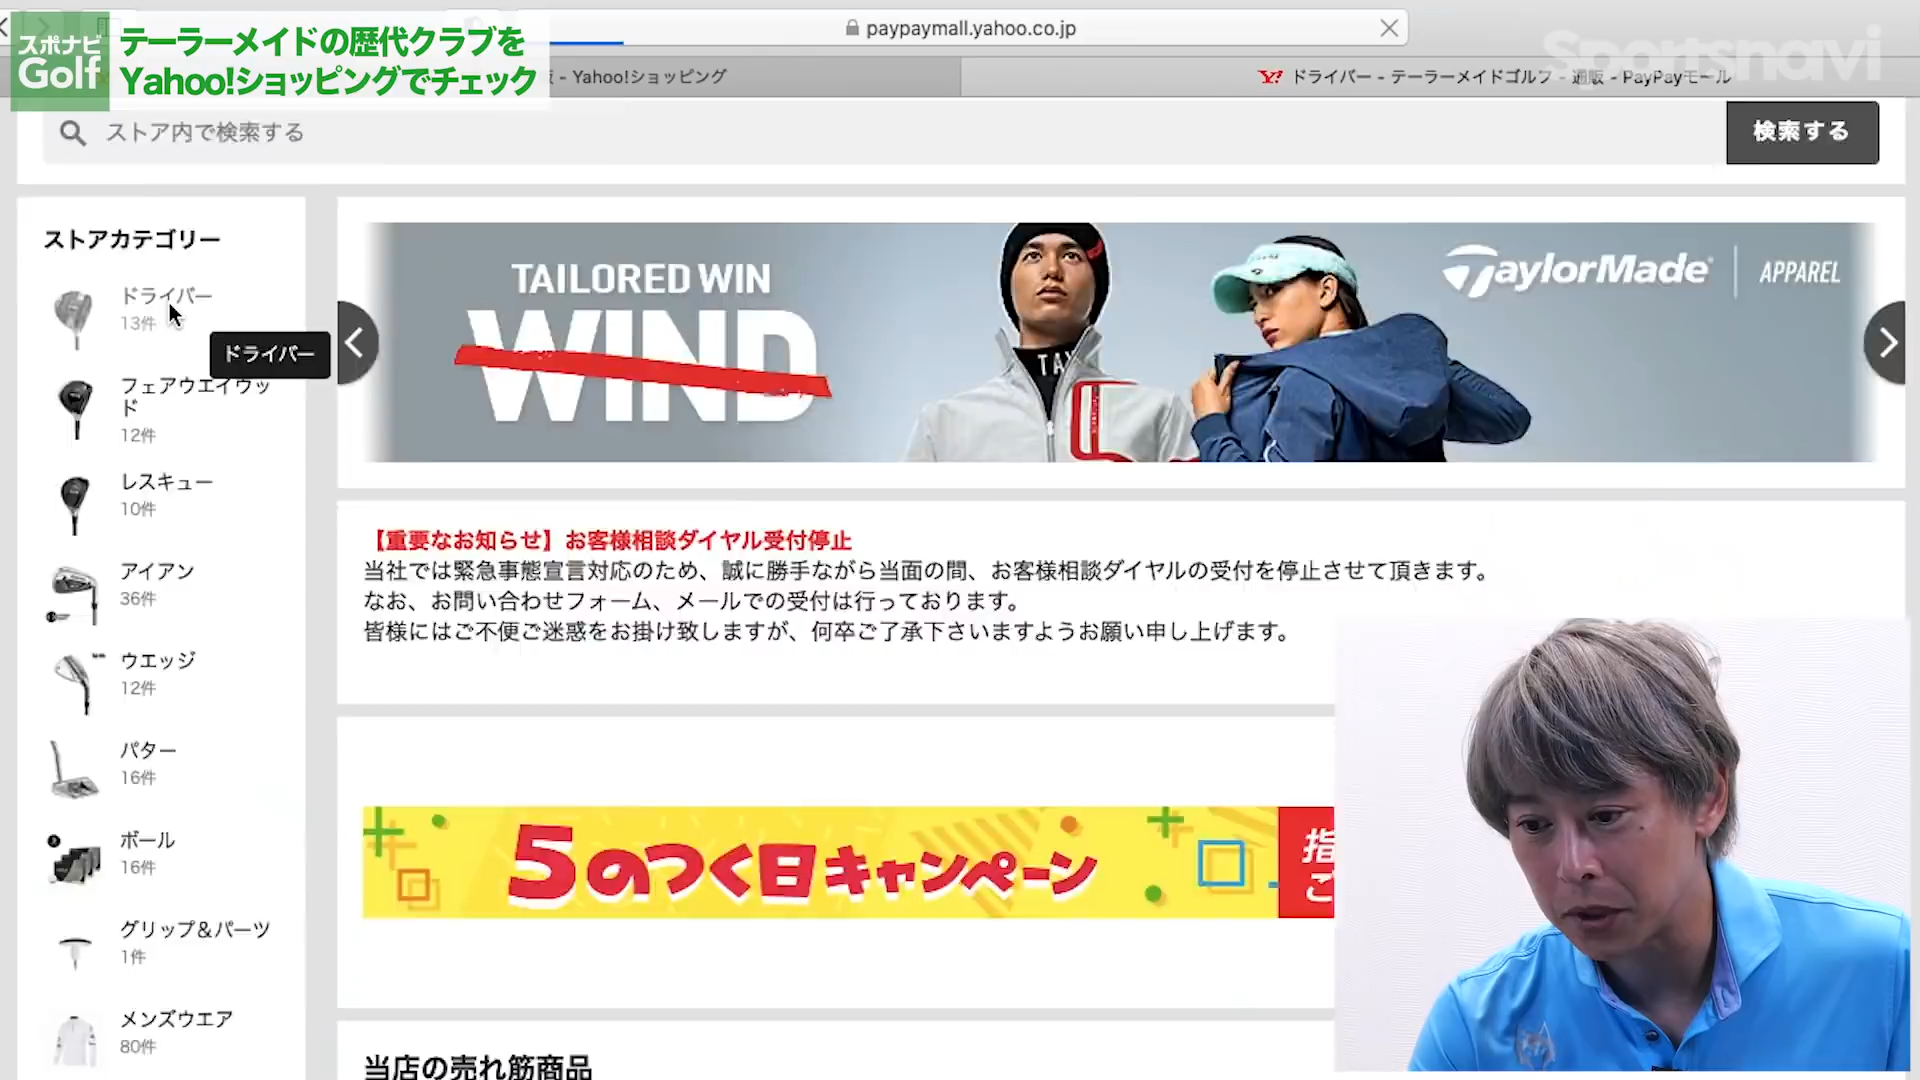 スポナビ
Golf
テーラーメイドの歴代クラブを
Yahoo!ショッピングでチェック
paypaymall.yahoo.co.jp
- Yahoo!ショッピング
Y! ドライバー - テーラーメイドゴルフ - 通販 - PayPayモール
Sportsnavi
ストア内で検索する
検索する
ストアカテゴリー
ドライバー
13件
ドライバー
フェアウエイウッ
ド
12件
レスキュー
10件
アイアン
36件
ウエッジ
12件
パター
16件
ボール
16件
グリップ&パーツ
1件
メンズウエア
80件
TAILORED WIN
WIND
TAY
TaylorMade
APPAREL
【重要なお知らせ】お客様相談ダイヤル受付停止
当社では緊急事態宣言対応のため、誠に勝手ながら当面の間、お客様相談ダイヤルの受付を停止させて頂きます。
なお、お問い合わせフォーム、メールでの受付は行っております。
皆様にはご不便ご迷惑をお掛け致しますが、何卒ご了承下さいますようお願い申し上げます。
5のつく日キャンペーン
指
ご
当店の売れ筋商品